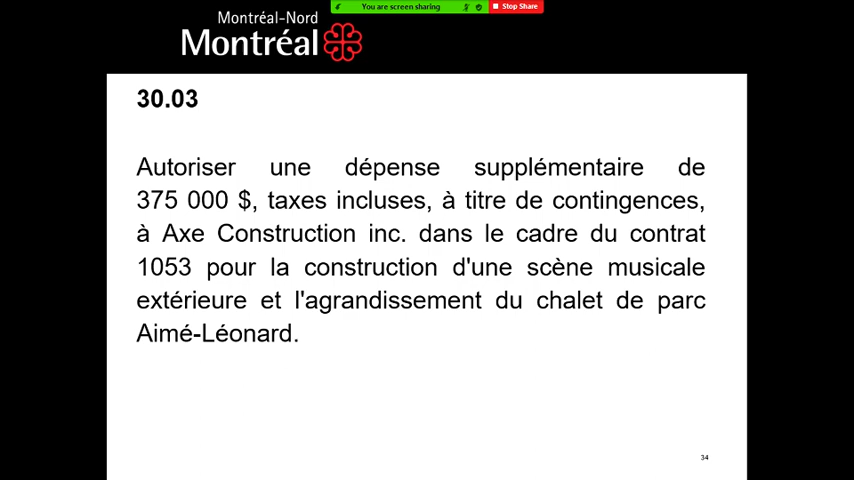 Montréal-Nord
Montréal
You are screen sharing
Stop Share
30.03
Autoriser une dépense supplémentaire de
375 000 $, taxes incluses, à titre de contingences,
à Axe Construction inc. dans le cadre du contrat
1053 pour la construction d'une scène musicale
extérieure et l'agrandissement du chalet de parc
Aimé-Léonard.
34